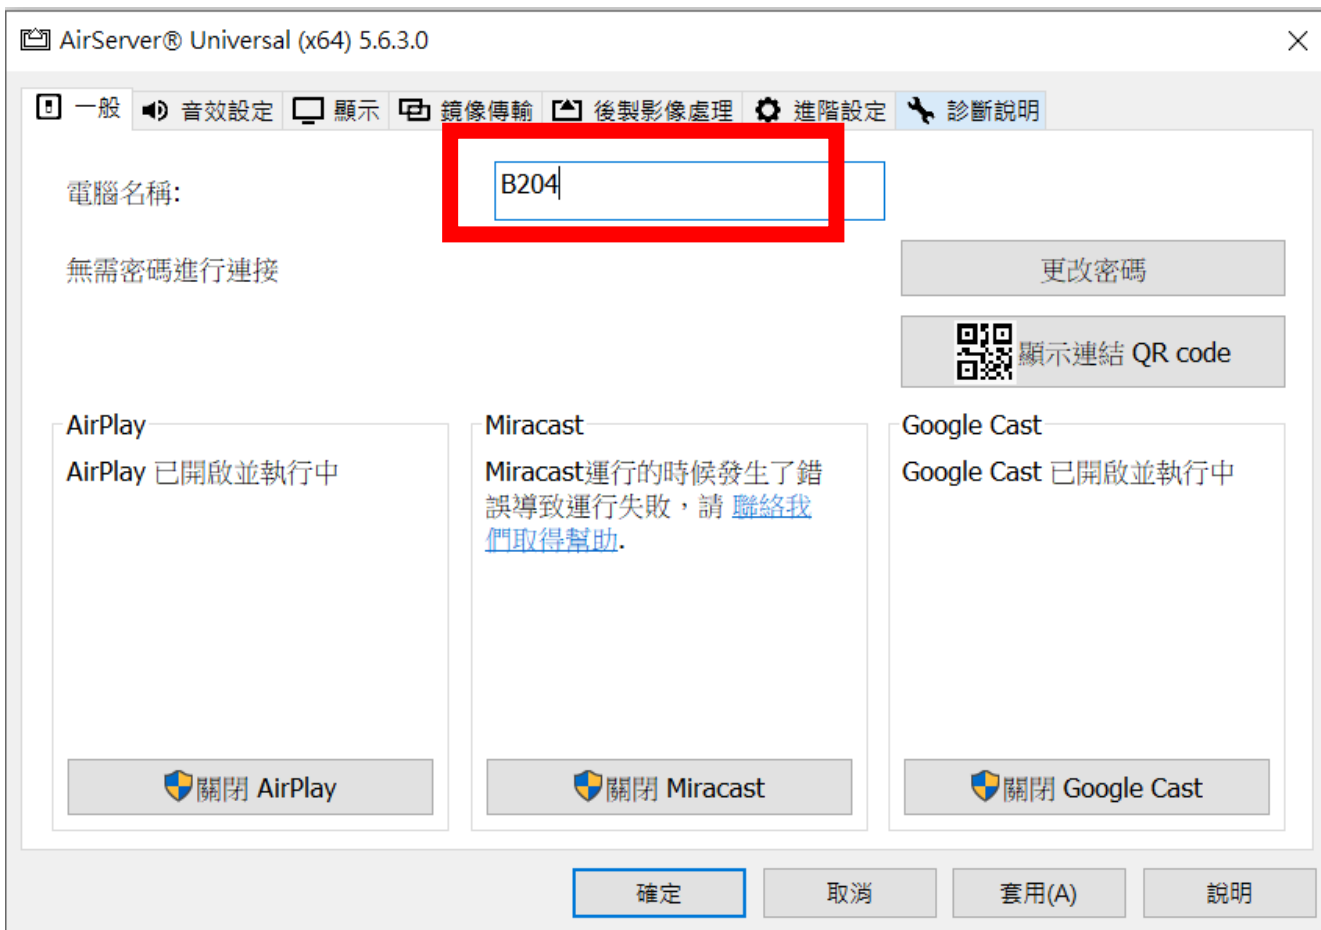 AirServer® Universal (x64) 5.6.3.0
一般 音效設定 顯示 鏡像傳輸 後製影像處理 進階設定 診斷說明
電腦名稱: B204
無需密碼進行連接 更改密碼
顯示連結 QR code
AirPlay
AirPlay 已開啟並執行中
關閉 AirPlay
Miracast
Miracast運行的時候發生了錯
誤導致運行失敗，請 聯絡我
們取得幫助.
關閉 Miracast
Google Cast
Google Cast 已開啟並執行中
關閉 Google Cast
確定 取消 套用(A) 說明